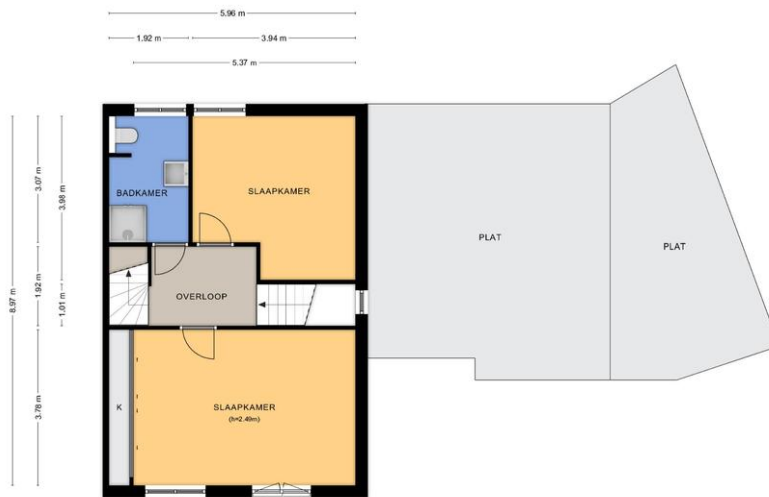 5.96 m
1.92 m
3.94 m
5.37 m
8.97 m
3.07 m
1.92 m
3.78 m
3.98 m
1.01 m
BADKAMER
SLAAPKAMER
PLAT
PLAT
OVERLOOP
K
SLAAPKAMER
(h=2.49m)